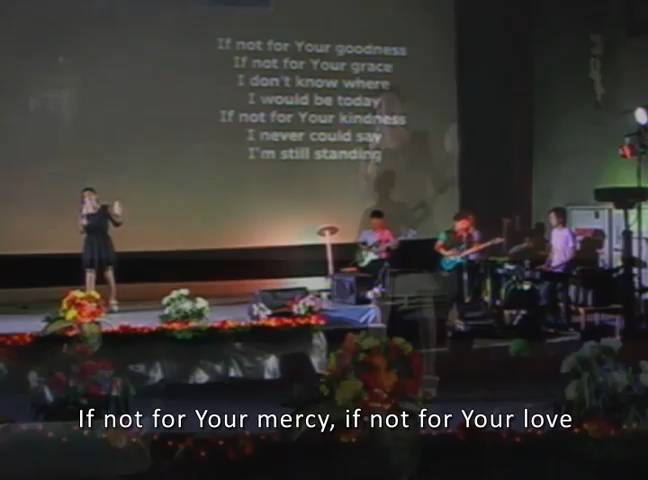 If not for Your goodness
If not for Your grace
I don't know where
I would be today
If not for Your kindness
I never could say
I'm still standing
If not for Your mercy, if not for Your love